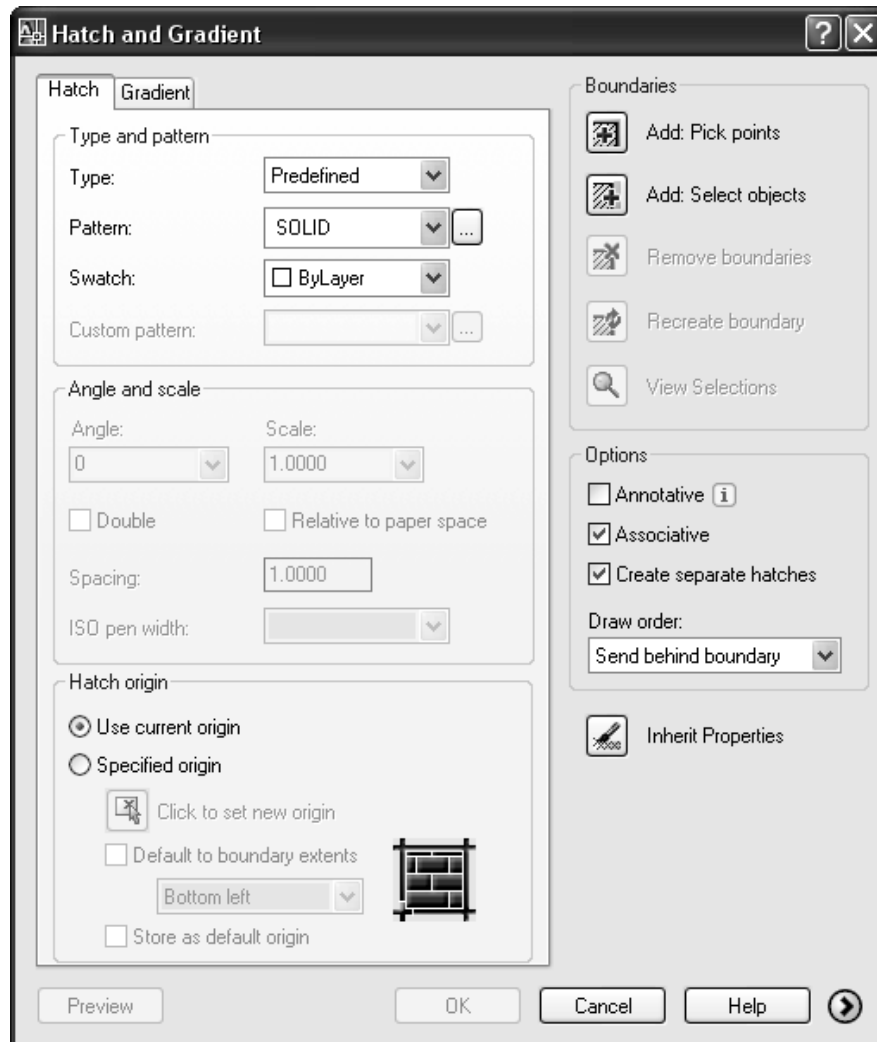 Hatch and Gradient
Hatch
Gradient
Type and pattern
Type:
Predefined
Pattern:
SOLID
...
Swatch:
ByLayer
Custom pattern:
...
Angle and scale
Angle:
Scale:
0
1.0000
Double
Relative to paper space
Spacing:
1.0000
ISO pen width:
Hatch origin
Use current origin
Specified origin
Click to set new origin
Default to boundary extents
Bottom left
Store as default origin
Boundaries
Add: Pick points
Add: Select objects
Remove boundaries
Recreate boundary
View Selections
Options
Annotative
Associative
Create separate hatches
Draw order:
Send behind boundary
Inherit Properties
Preview
OK
Cancel
Help